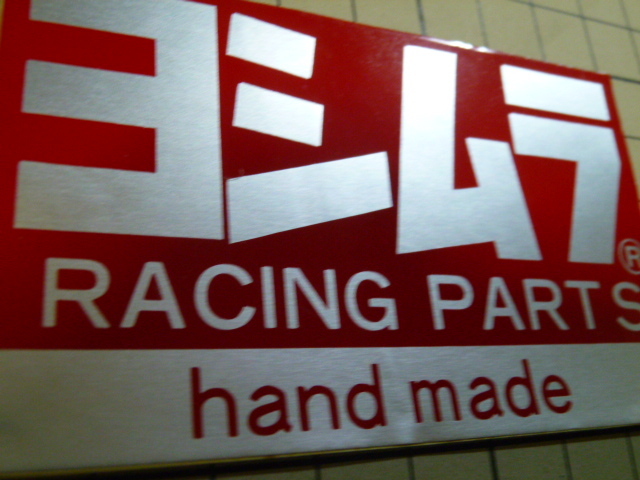 ヨシムラ®
RACING PARTS
hand made